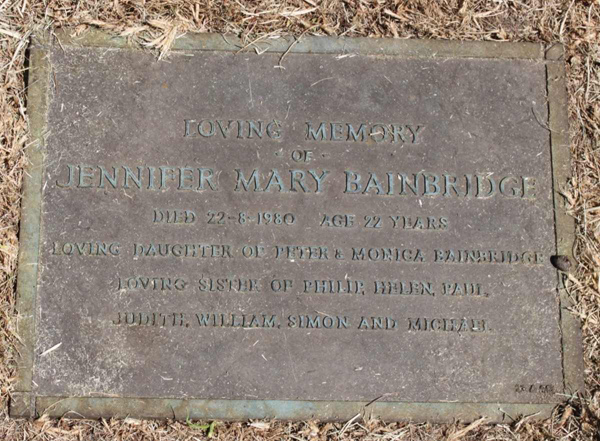 LOVING MEMORY
OF
JENNIFER MARY BAINBRIDGE
DIED 22-8-1980 AGE 22 YEARS
LOVING DAUGHTER OF PETER & MONICA BAINBRIDGE
LOVING SISTER OF PHILIP, HELEN, PAUL,
JUDITH, WILLIAM, SIMON AND MICHAEL